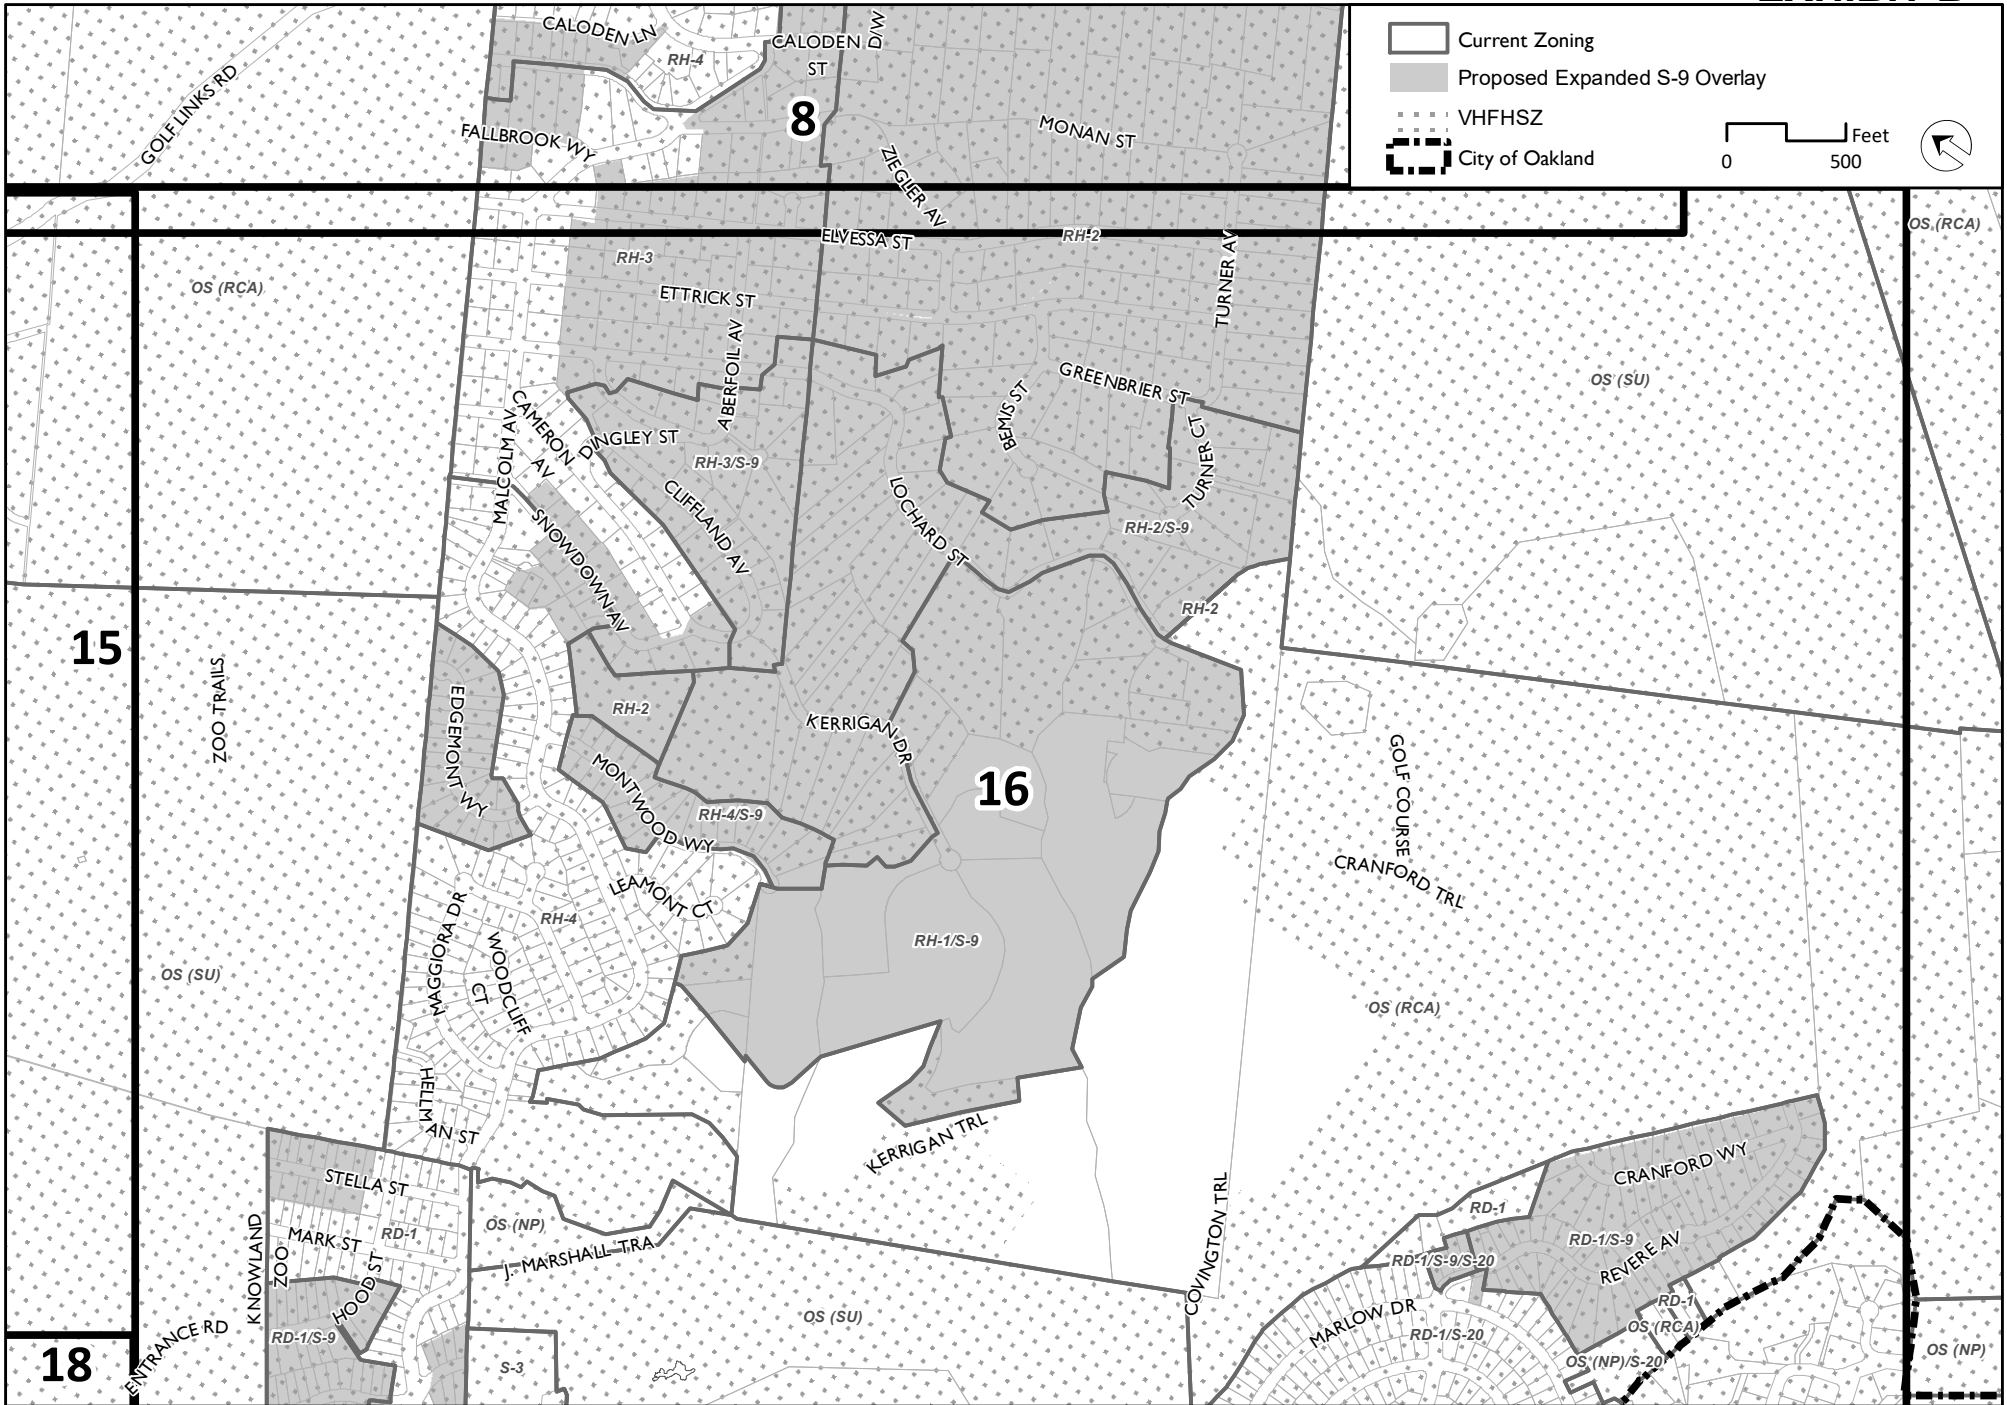 Current Zoning
Proposed Expanded S-9 Overlay
VHFHSZ
City of Oakland
Feet
0 500
CALODEN LN
RH-4
CALODEN
ST
D/W
GOLF LINKS RD
8
FALLBROOK WY
MONAN ST
ZIEGLER AV
OS (RCA)
ELVESSA ST
RH-2
TURNER AV
RH-3
OS (RCA)
ETTRICK ST
ABERFOIL AV
GREENBRIER ST
OS (SU)
BEMIS ST
MALCOLM AV
CAMERON
AV
DINGLEY ST
RH-3/S-9
TURNER CT
CLIFFLAND AV
LOCHARD ST
SNOWDOWN AV
RH-2/S-9
RH-2
15
ZOO TRAILS
EDGEMONT WY
RH-2
KERRIGAN DR
MONTWOOD WY
16
RH-4/S-9
GOLF COURSE
CRANFORD TRL
LEAMONT CT
RH-4
MAGGIORA DR
WOODCLIFF
CT
RH-1/S-9
OS (SU)
OS (RCA)
HELLMAN ST
KERRIGAN TRL
STELLA ST
CRANFORD WY
KNOWLAND
ZOO
MARK ST
RD-1
OS (NP)
COVINGTON TRL
RD-1
RD-1/S-9
REVERE AV
J. MARSHALL TRA
RD-1/S-9/S-20
HOOD ST
ENTRANCE RD
RD-1/S-9
OS (SU)
MARLOW DR
RD-1/S-20
RD-1
OS (RCA)
OS (NP)/S-20
OS (NP)
18
S-3